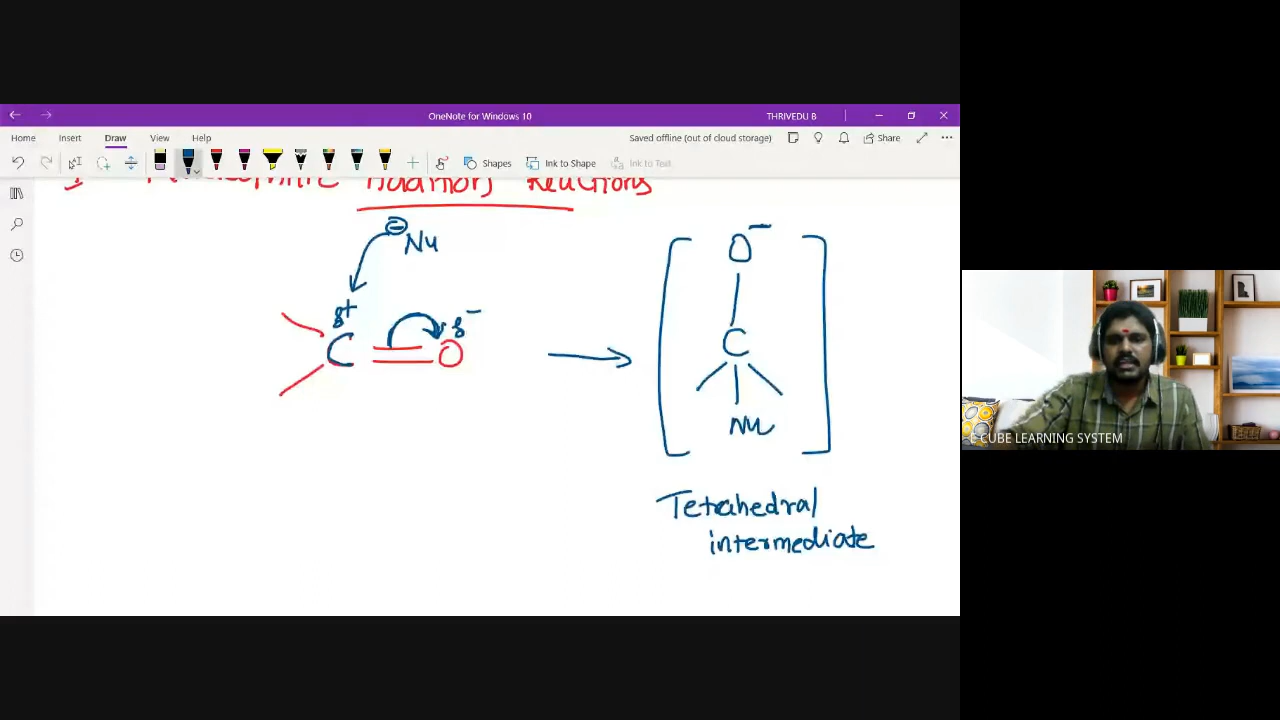 OneNote for Windows 10
THRIVEDU B
Home Insert Draw View Help
Saved offline (out of cloud storage)
Share
Shapes
Ink to Shape
Ink to Text
Addition Reactions
⊖
Nu
δ+
δ−
C=O
O−
C
Nu
Tetrahedral
intermediate
CUBE LEARNING SYSTEM